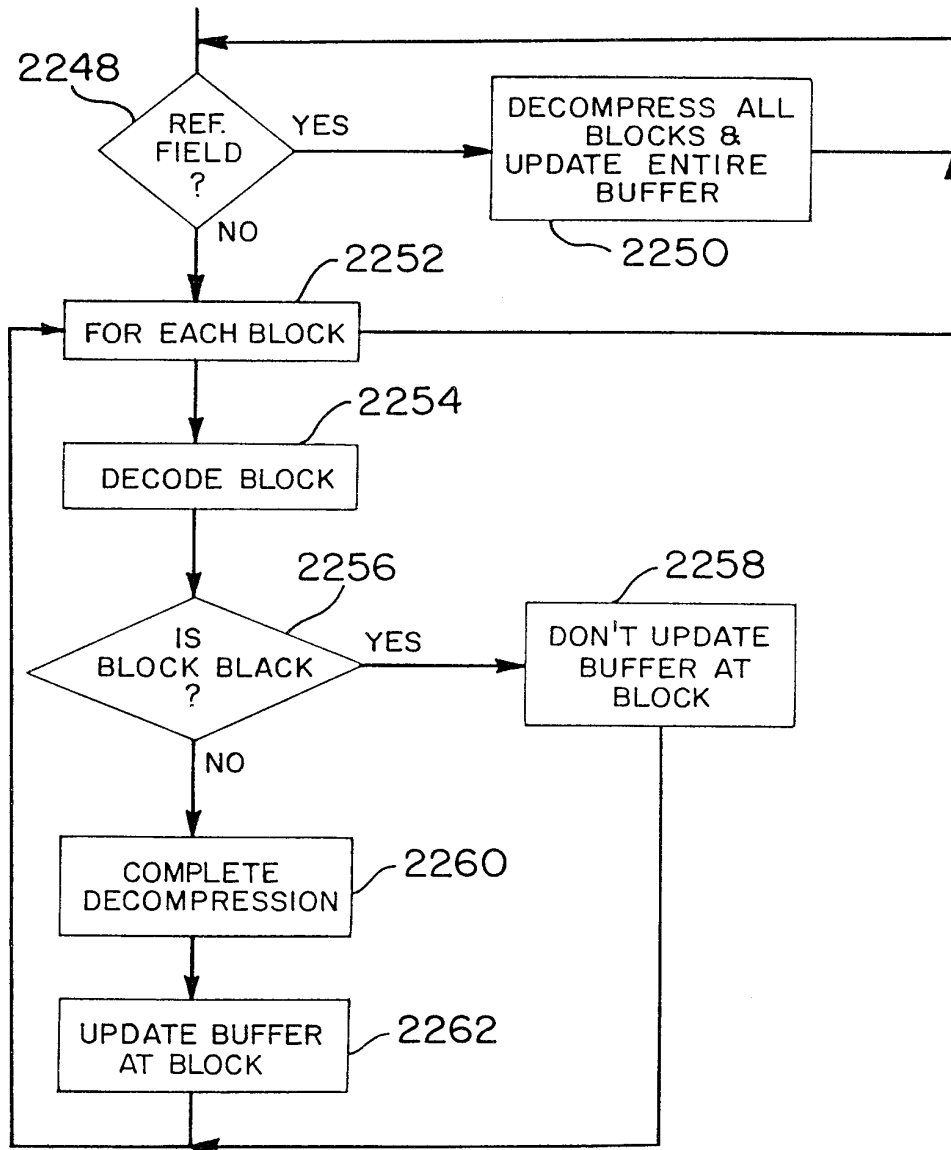 2248
REF.
FIELD
?
YES
NO
DECOMPRESS ALL
BLOCKS &
UPDATE ENTIRE
BUFFER
2250
2252
FOR EACH BLOCK
2254
DECODE BLOCK
2256
IS
BLOCK BLACK
?
YES
NO
2258
DON'T UPDATE
BUFFER AT
BLOCK
COMPLETE
DECOMPRESSION
2260
UPDATE BUFFER
AT BLOCK
2262